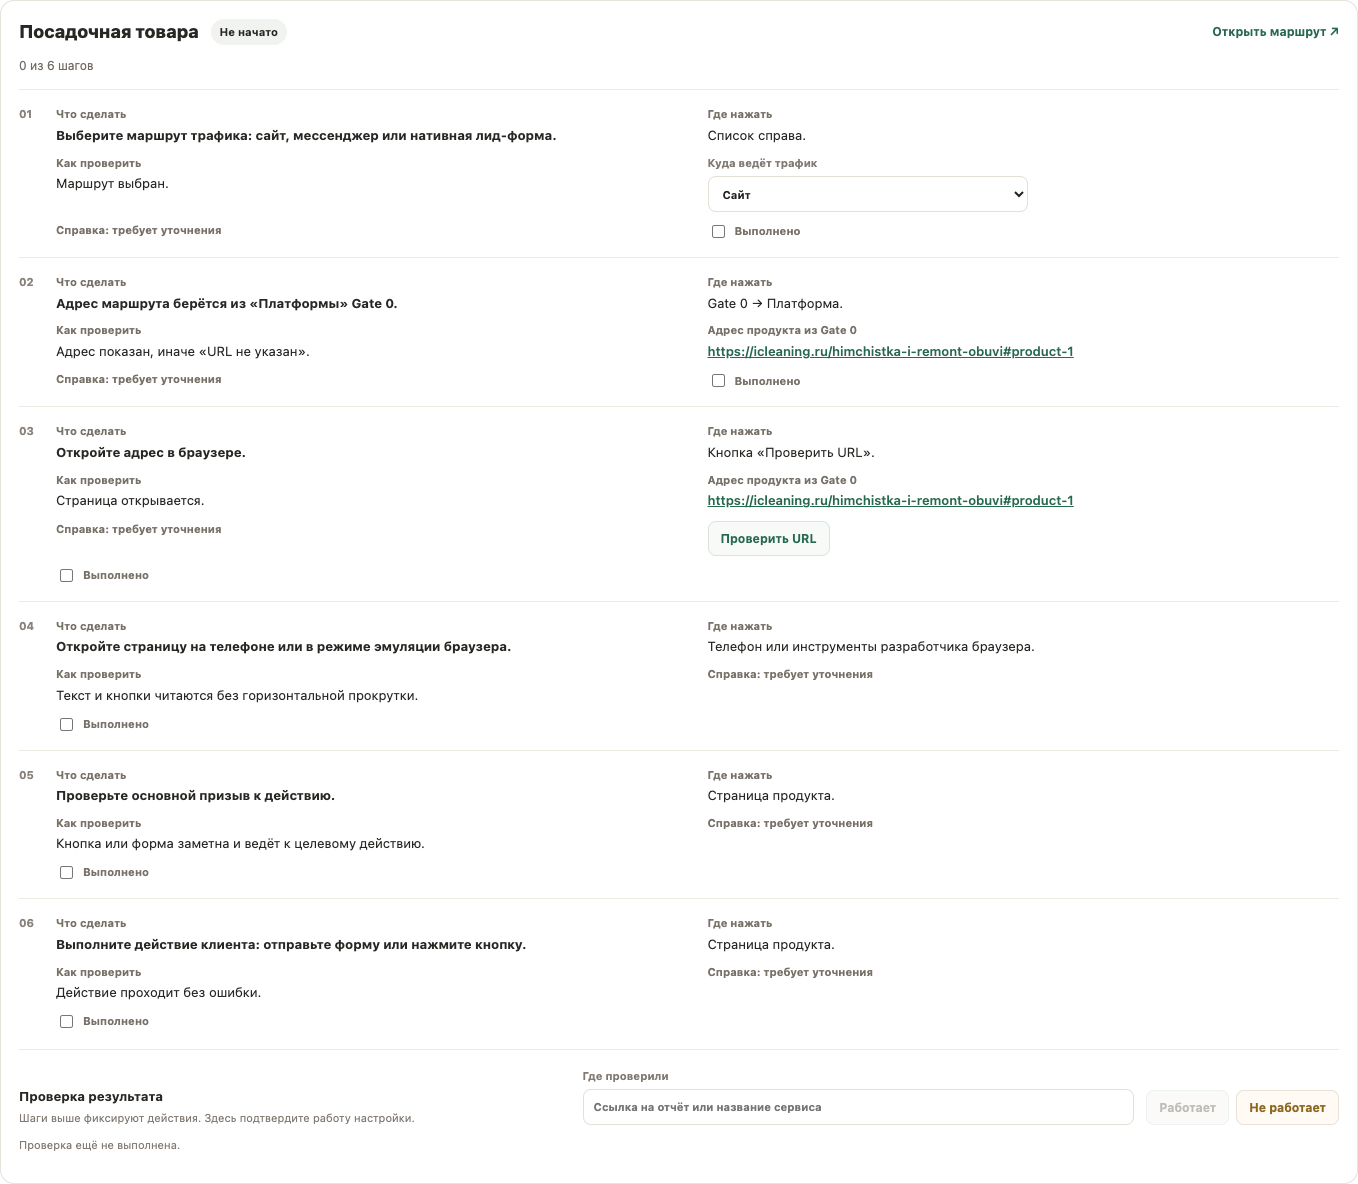 Посадочная товара
Не начато
Открыть маршрут ↗
0 из 6 шагов
01
Что сделать
Выберите маршрут трафика: сайт, мессенджер или нативная лид-форма.
Как проверить
Маршрут выбран.
Справка: требует уточнения
Где нажать
Список справа.
Куда ведёт трафик
Сайт
Выполнено
02
Что сделать
Адрес маршрута берётся из «Платформы» Gate 0.
Как проверить
Адрес показан, иначе «URL не указан».
Справка: требует уточнения
Где нажать
Gate 0 → Платформа.
Адрес продукта из Gate 0
https://icleaning.ru/himchistka-i-remont-obuvi#product-1
Выполнено
03
Что сделать
Откройте адрес в браузере.
Как проверить
Страница открывается.
Справка: требует уточнения
Где нажать
Кнопка «Проверить URL».
Адрес продукта из Gate 0
https://icleaning.ru/himchistka-i-remont-obuvi#product-1
Проверить URL
Выполнено
04
Что сделать
Откройте страницу на телефоне или в режиме эмуляции браузера.
Как проверить
Текст и кнопки читаются без горизонтальной прокрутки.
Выполнено
Где нажать
Телефон или инструменты разработчика браузера.
Справка: требует уточнения
05
Что сделать
Проверьте основной призыв к действию.
Как проверить
Кнопка или форма заметна и ведёт к целевому действию.
Выполнено
Где нажать
Страница продукта.
Справка: требует уточнения
06
Что сделать
Выполните действие клиента: отправьте форму или нажмите кнопку.
Как проверить
Действие проходит без ошибки.
Выполнено
Где нажать
Страница продукта.
Справка: требует уточнения
Проверка результата
Шаги выше фиксируют действия. Здесь подтвердите работу настройки.
Проверка ещё не выполнена.
Где проверили
Ссылка на отчёт или название сервиса
Работает
Не работает